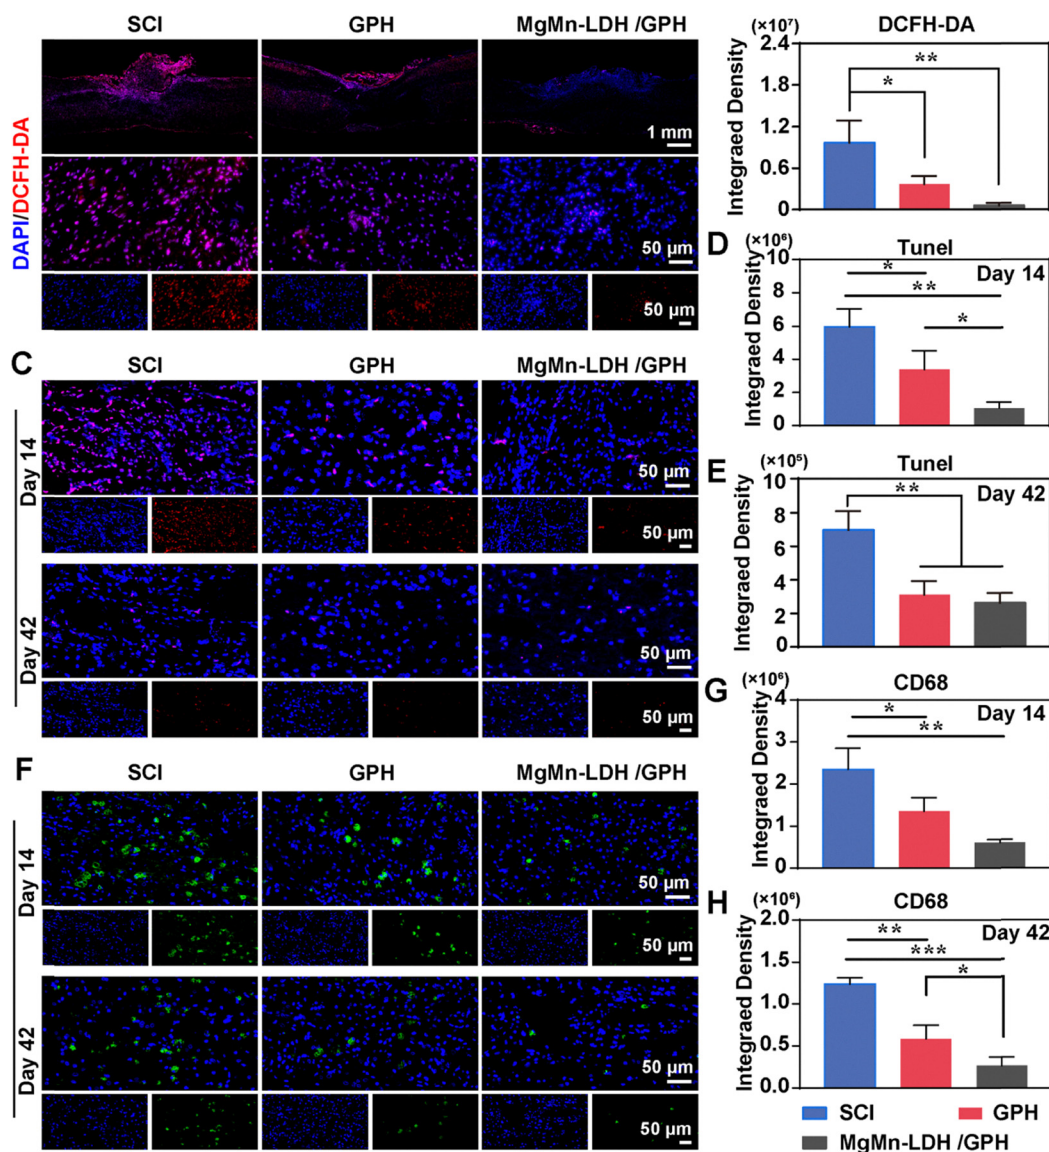 SCI GPH MgMn-LDH /GPH
DAPI/DCFH-DA
1 mm
50 µm
50 µm
(×10⁷) DCFH-DA
Integraed Density
2.4
1.2
0.6
0
*
**
D
(×10⁶) Tunel
Day 14
Integraed Density
10
8
6
4
2
0
*
**
*
C
SCI GPH MgMn-LDH /GPH
Day 14
50 µm
50 µm
Day 42
50 µm
50 µm
E
(×10⁵) Tunel
Day 42
Integraed Density
10
8
6
4
2
0
**
F
SCI GPH MgMn-LDH /GPH
Day 14
50 µm
50 µm
Day 42
50 µm
50 µm
G
(×10⁶) CD68
Day 14
Integraed Density
4
3
2
1
0
*
**
H
(×10⁶) CD68
Day 42
Integraed Density
2.0
1.5
1.0
0.5
0.0
**
***
*
SCI GPH
MgMn-LDH /GPH